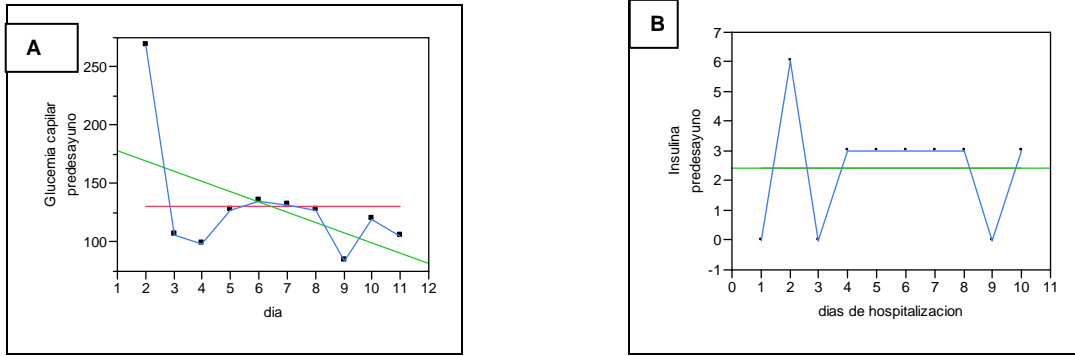 A
Glucemia capilar
predesayuno
250
200
150
100
1 2 3 4 5 6 7 8 9 10 11 12
dia
B
Insulina
predesayuno
7
6
5
4
3
2
1
0
-1
0 1 2 3 4 5 6 7 8 9 10 11
dias de hospitalizacion